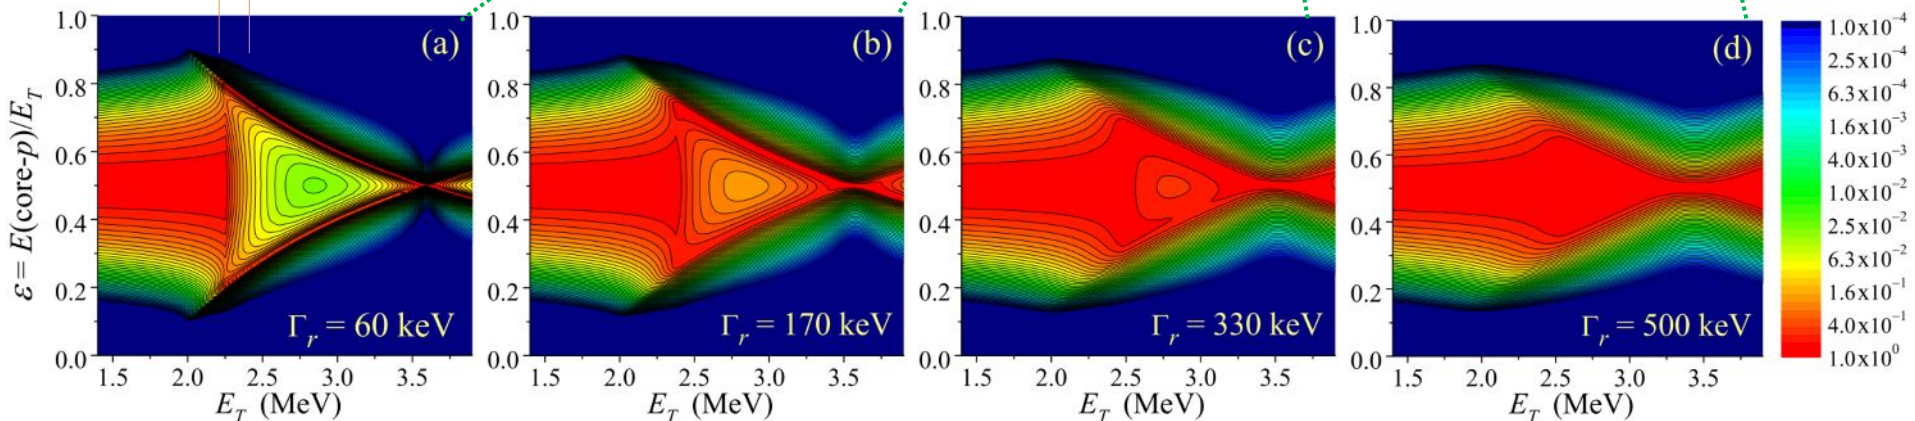 ε = E(core-p)/E_T
1.0
0.8
0.6
0.4
0.2
0.0
(a)
Γ_r = 60 keV
1.5 2.0 2.5 3.0 3.5
E_T (MeV)
1.0
0.8
0.6
0.4
0.2
0.0
(b)
Γ_r = 170 keV
1.5 2.0 2.5 3.0 3.5
E_T (MeV)
1.0
0.8
0.6
0.4
0.2
0.0
(c)
Γ_r = 330 keV
1.5 2.0 2.5 3.0 3.5
E_T (MeV)
1.0
0.8
0.6
0.4
0.2
0.0
(d)
Γ_r = 500 keV
1.5 2.0 2.5 3.0 3.5
E_T (MeV)
1.0x10⁻⁴
2.5x10⁻⁴
6.3x10⁻⁴
1.6x10⁻³
4.0x10⁻³
1.0x10⁻²
2.5x10⁻²
6.3x10⁻²
1.6x10⁻¹
4.0x10⁻¹
1.0x10⁰